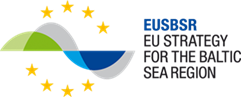 EUSBSR
EU STRATEGY
FOR THE BALTIC
SEA REGION